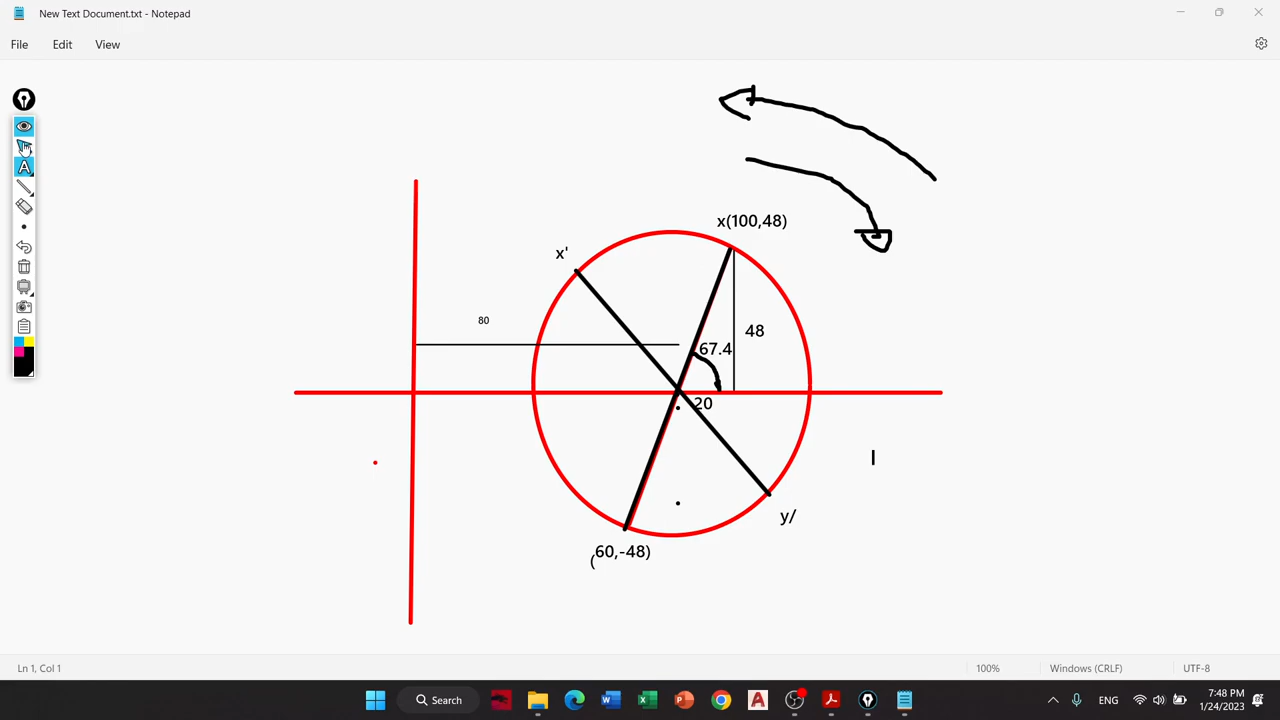 New Text Document.txt - Notepad
File Edit View
x(100,48)
x'
80
48
67.4
20
y/
(60,-48)
Ln 1, Col 1
100%
Windows (CRLF)
UTF-8
Search
ENG
7:48 PM
1/24/2023